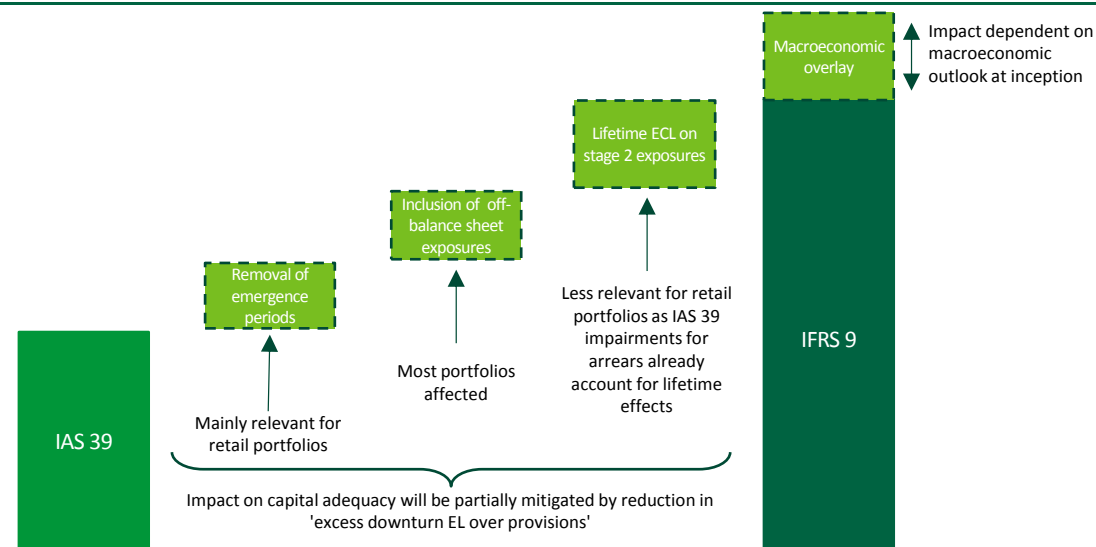 Macroeconomic
overlay
Impact dependent on
macroeconomic
outlook at inception
Lifetime ECL on
stage 2 exposures
Inclusion of off-
balance sheet
exposures
Removal of
emergence
periods
Less relevant for retail
portfolios as IAS 39
impairments for
arrears already
account for lifetime
effects
IFRS 9
Most portfolios
affected
Mainly relevant for
retail portfolios
IAS 39
Impact on capital adequacy will be partially mitigated by reduction in
'excess downturn EL over provisions'